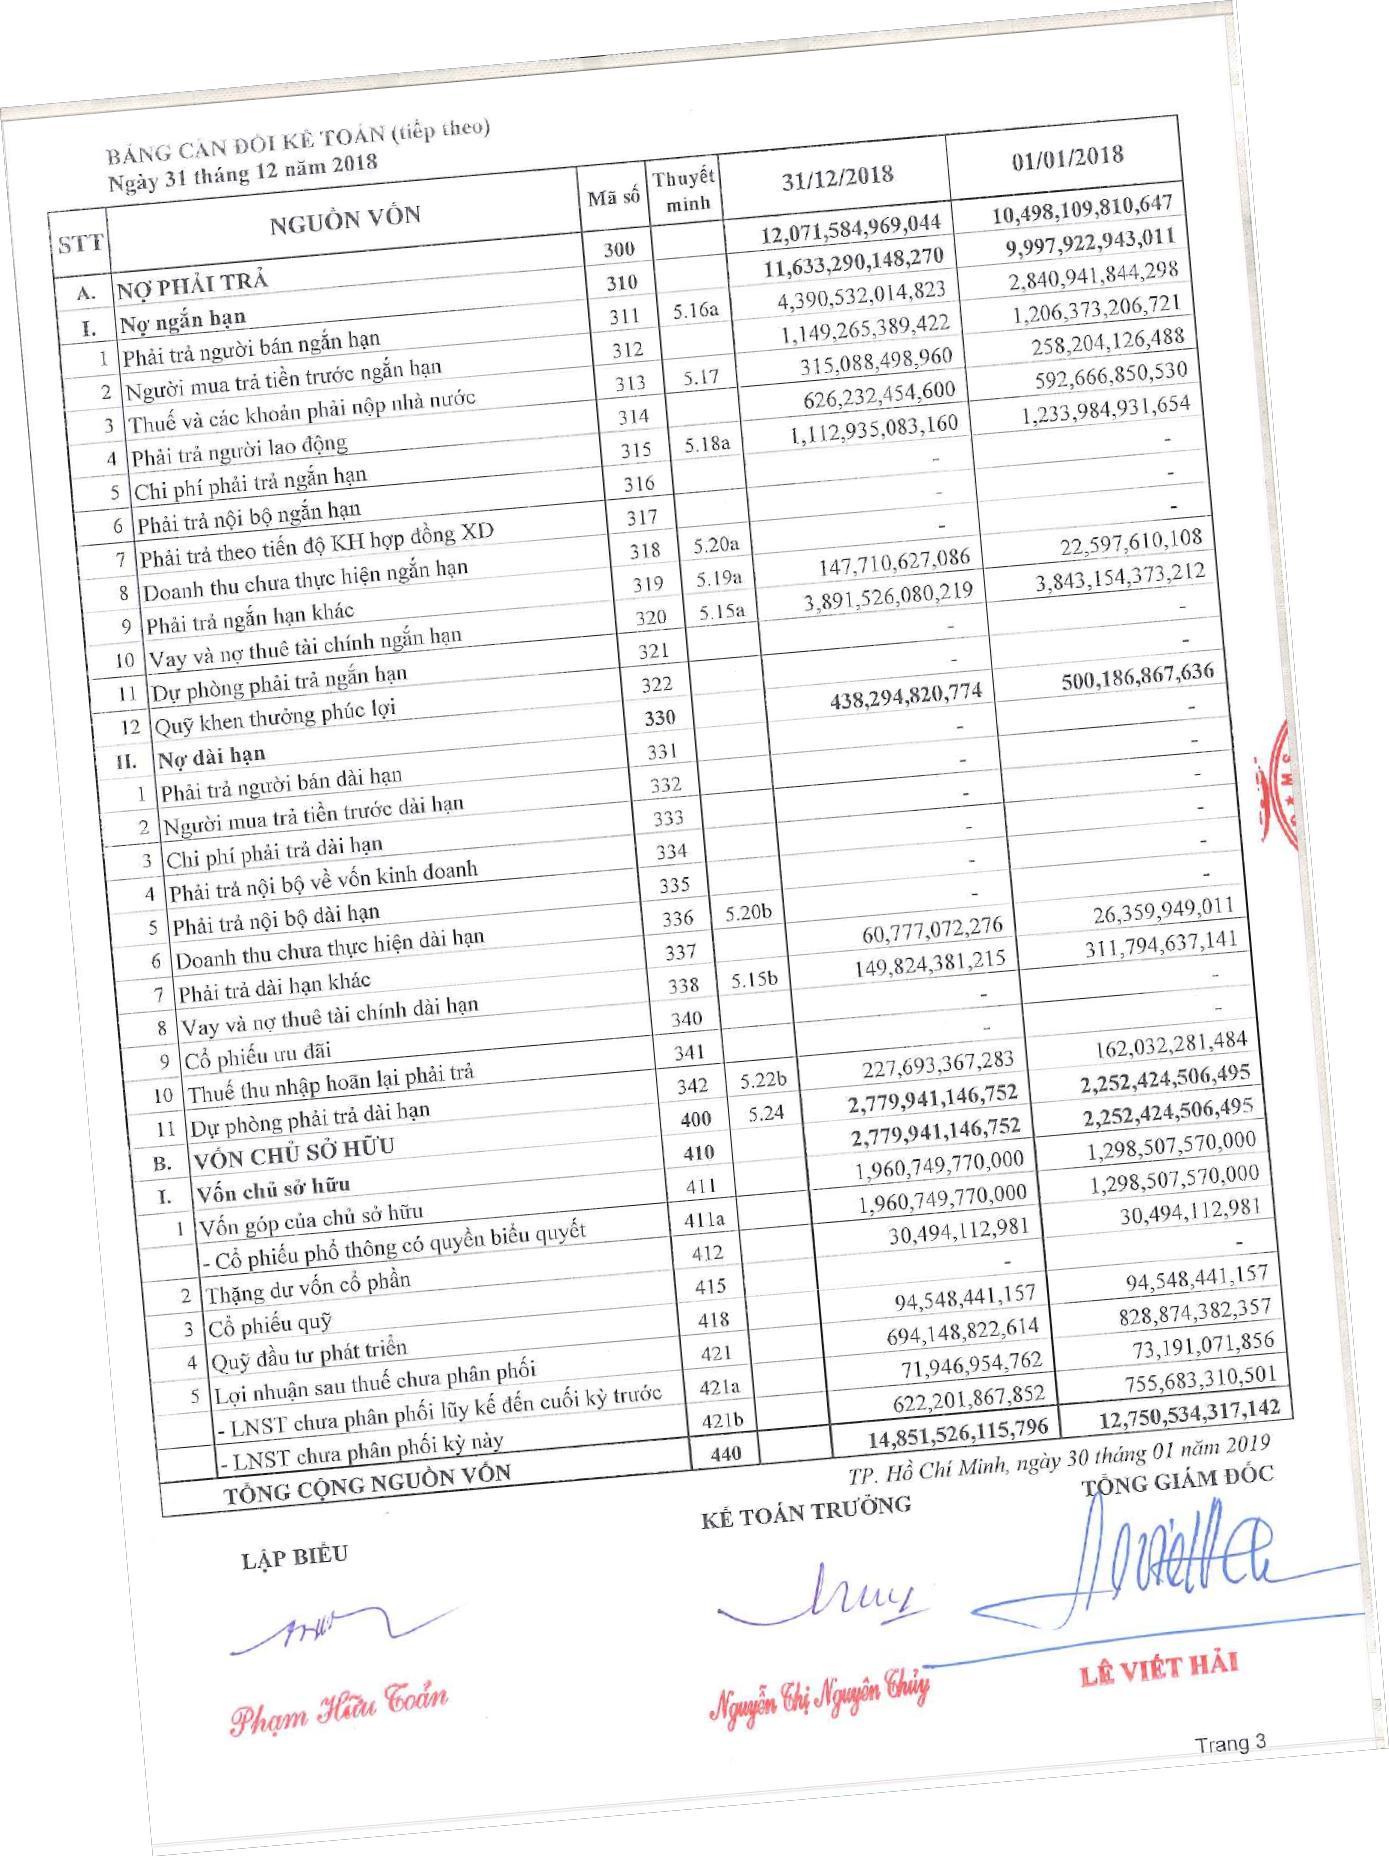 BẢNG CÂN ĐỐI KẾ TOÁN (tiếp theo)
Ngày 31 tháng 12 năm 2018
STT NGUỒN VỐN Mã số Thuyết minh 31/12/2018 01/01/2018
A. NỢ PHẢI TRẢ 300 12,071,584,969,044 10,498,109,810,647
I. Nợ ngắn hạn 310 11,633,290,148,270 9,997,922,943,011
1 Phải trả người bán ngắn hạn 311 5.16a 4,390,532,014,823 2,840,941,844,298
2 Người mua trả tiền trước ngắn hạn 312 1,149,265,389,422 1,206,373,206,721
3 Thuế và các khoản phải nộp nhà nước 313 5.17 315,088,498,960 258,204,126,488
4 Phải trả người lao động 314 626,232,454,600 592,666,850,530
5 Chi phí phải trả ngắn hạn 315 5.18a 1,112,935,083,160 1,233,984,931,654
6 Phải trả nội bộ ngắn hạn 316 - -
7 Phải trả theo tiến độ KH hợp đồng XD 317 - -
8 Doanh thu chưa thực hiện ngắn hạn 318 5.20a - -
9 Phải trả ngắn hạn khác 319 5.19a 147,710,627,086 22,597,610,108
10 Vay và nợ thuê tài chính ngắn hạn 320 5.15a 3,891,526,080,219 3,843,154,373,212
11 Dự phòng phải trả ngắn hạn 321 - -
12 Quỹ khen thưởng phúc lợi 322 - -
II. Nợ dài hạn 330 438,294,820,774 500,186,867,636
1 Phải trả người bán dài hạn 331 - -
2 Người mua trả tiền trước dài hạn 332 - -
3 Chi phí phải trả dài hạn 333 - -
4 Phải trả nội bộ về vốn kinh doanh 334 - -
5 Phải trả nội bộ dài hạn 335 - -
6 Doanh thu chưa thực hiện dài hạn 336 5.20b - -
7 Phải trả dài hạn khác 337 60,777,072,276 26,359,949,011
8 Vay và nợ thuê tài chính dài hạn 338 5.15b 149,824,381,215 311,794,637,141
9 Cổ phiếu ưu đãi 340 - -
10 Thuế thu nhập hoãn lại phải trả 341 - -
11 Dự phòng phải trả dài hạn 342 5.22b 227,693,367,283 162,032,281,484
B. VỐN CHỦ SỞ HỮU 400 5.24 2,779,941,146,752 2,252,424,506,495
I. Vốn chủ sở hữu 410 2,779,941,146,752 2,252,424,506,495
1 Vốn góp của chủ sở hữu 411 1,960,749,770,000 1,298,507,570,000
- Cổ phiếu phổ thông có quyền biểu quyết 411a 1,960,749,770,000 1,298,507,570,000
2 Thặng dư vốn cổ phần 412 30,494,112,981 30,494,112,981
3 Cổ phiếu quỹ 415 - -
4 Quỹ đầu tư phát triển 418 94,548,441,157 94,548,441,157
5 Lợi nhuận sau thuế chưa phân phối 421 694,148,822,614 828,874,382,357
- LNST chưa phân phối lũy kế đến cuối kỳ trước 421a 71,946,954,762 73,191,071,856
- LNST chưa phân phối kỳ này 421b 622,201,867,852 755,683,310,501
TỔNG CỘNG NGUỒN VỐN 440 14,851,526,115,796 12,750,534,317,142
TP. Hồ Chí Minh, ngày 30 tháng 01 năm 2019
LẬP BIỂU KẾ TOÁN TRƯỞNG TỔNG GIÁM ĐỐC
Phạm Hữu Toản Nguyễn Thị Nguyên Thủy LÊ VIẾT HẢI
Trang 3